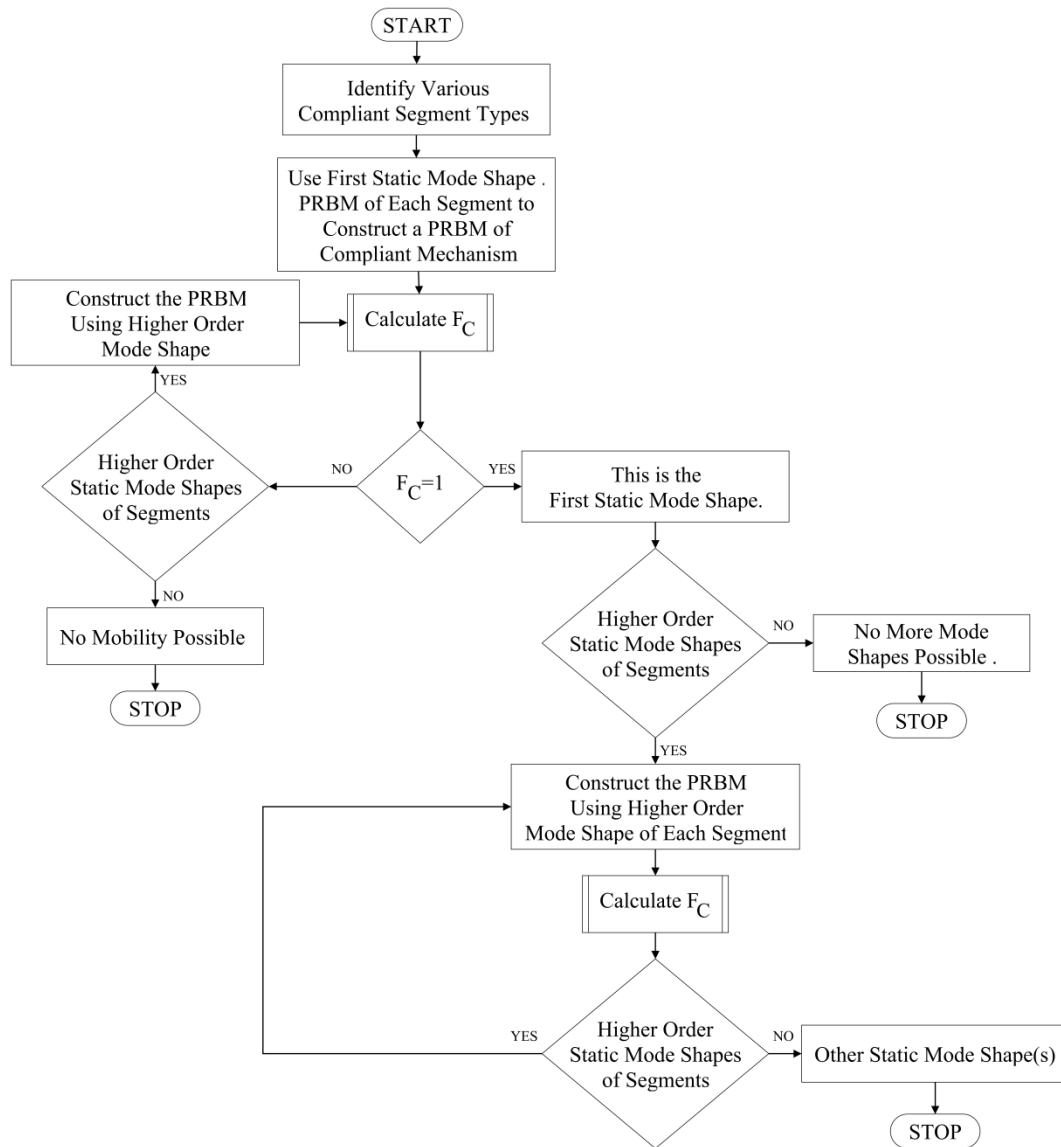 START
Identify Various
Compliant Segment Types
Use First Static Mode Shape .
PRBM of Each Segment to
Construct a PRBM of
Compliant Mechanism
Construct the PRBM
Using Higher Order
Mode Shape
Calculate F_C
YES
Higher Order
Static Mode Shapes
of Segments
NO
F_C=1
YES
This is the
First Static Mode Shape.
NO
No Mobility Possible
STOP
Higher Order
Static Mode Shapes
of Segments
NO
No More Mode
Shapes Possible .
STOP
YES
Construct the PRBM
Using Higher Order
Mode Shape of Each Segment
Calculate F_C
YES
Higher Order
Static Mode Shapes
of Segments
NO
Other Static Mode Shape(s)
STOP